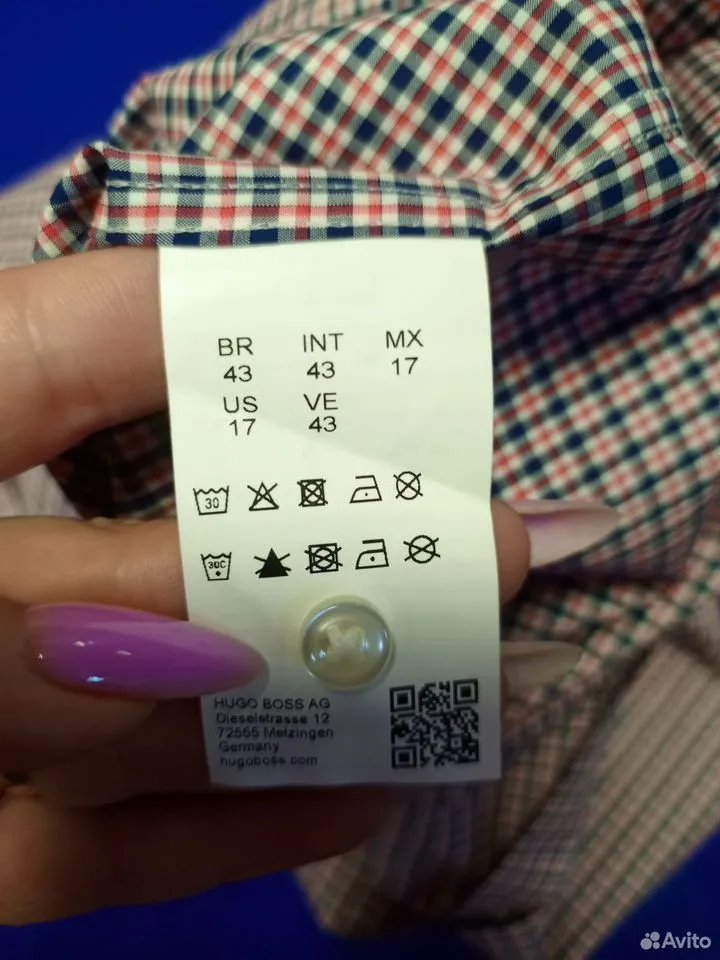 BR INT MX
43 43 17
US VE
17 43
30
30C
HUGO BOSS AG
Dieselstrasse 12
72555 Metzingen
Germany
hugoboss.com
Avito